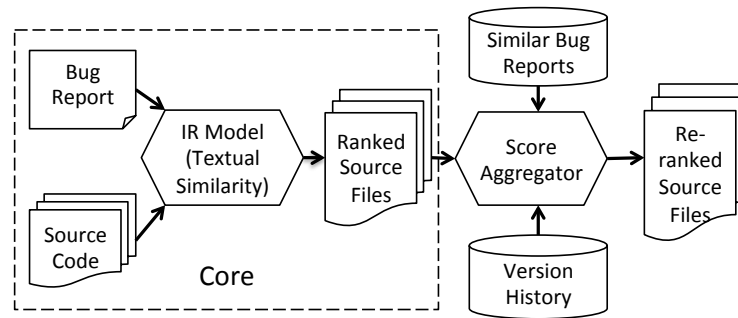 Bug
Report
Source
Code
IR Model
(Textual
Similarity)
Ranked
Source
Files
Core
Similar Bug
Reports
Score
Aggregator
Version
History
Re-
ranked
Source
Files